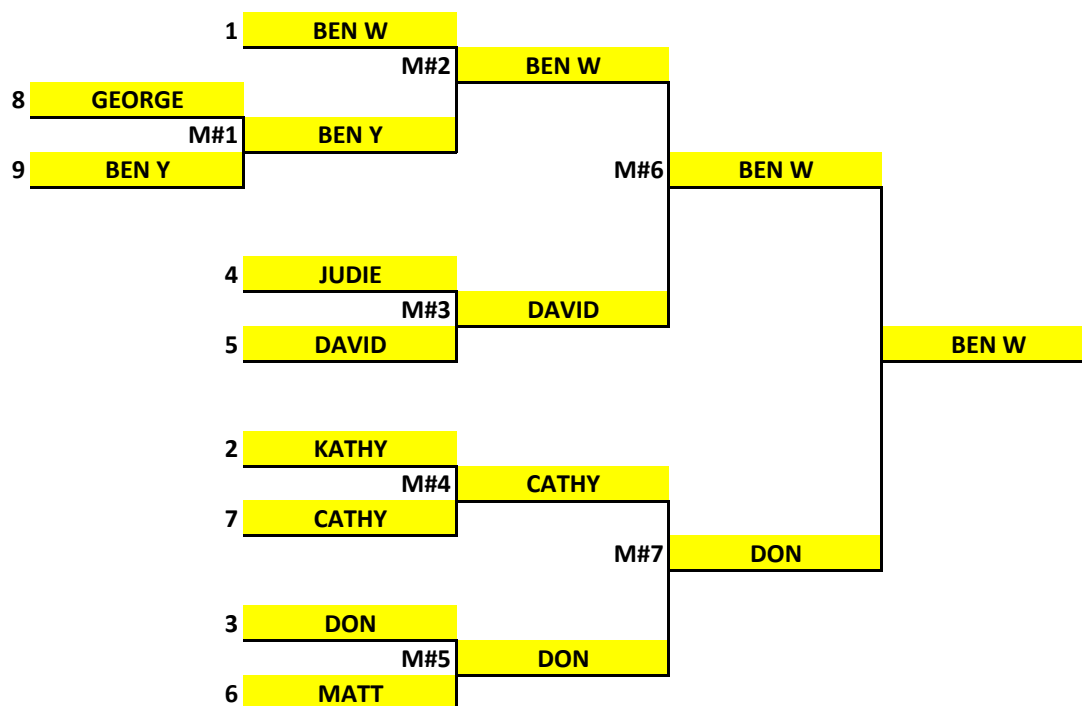 1 BEN W
M#2 BEN W
8 GEORGE
M#1 BEN Y
9 BEN Y
M#6 BEN W
4 JUDIE
M#3 DAVID
5 DAVID
BEN W
2 KATHY
M#4 CATHY
7 CATHY
M#7 DON
3 DON
M#5 DON
6 MATT